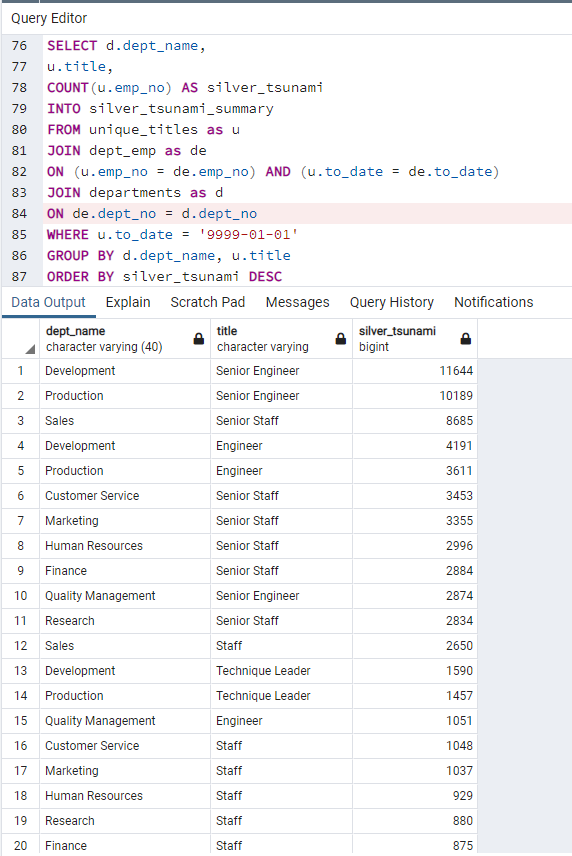 Query Editor
76 SELECT d.dept_name,
77 u.title,
78 COUNT(u.emp_no) AS silver_tsunami
79 INTO silver_tsunami_summary
80 FROM unique_titles as u
81 JOIN dept_emp as de
82 ON (u.emp_no = de.emp_no) AND (u.to_date = de.to_date)
83 JOIN departments as d
84 ON de.dept_no = d.dept_no
85 WHERE u.to_date = '9999-01-01'
86 GROUP BY d.dept_name, u.title
87 ORDER BY silver_tsunami DESC
Data Output Explain Scratch Pad Messages Query History Notifications
dept_name title silver_tsunami
character varying (40) character varying bigint
1 Development Senior Engineer 11644
2 Production Senior Engineer 10189
3 Sales Senior Staff 8685
4 Development Engineer 4191
5 Production Engineer 3611
6 Customer Service Senior Staff 3453
7 Marketing Senior Staff 3355
8 Human Resources Senior Staff 2996
9 Finance Senior Staff 2884
10 Quality Management Senior Engineer 2874
11 Research Senior Staff 2834
12 Sales Staff 2650
13 Development Technique Leader 1590
14 Production Technique Leader 1457
15 Quality Management Engineer 1051
16 Customer Service Staff 1048
17 Marketing Staff 1037
18 Human Resources Staff 929
19 Research Staff 880
20 Finance Staff 875